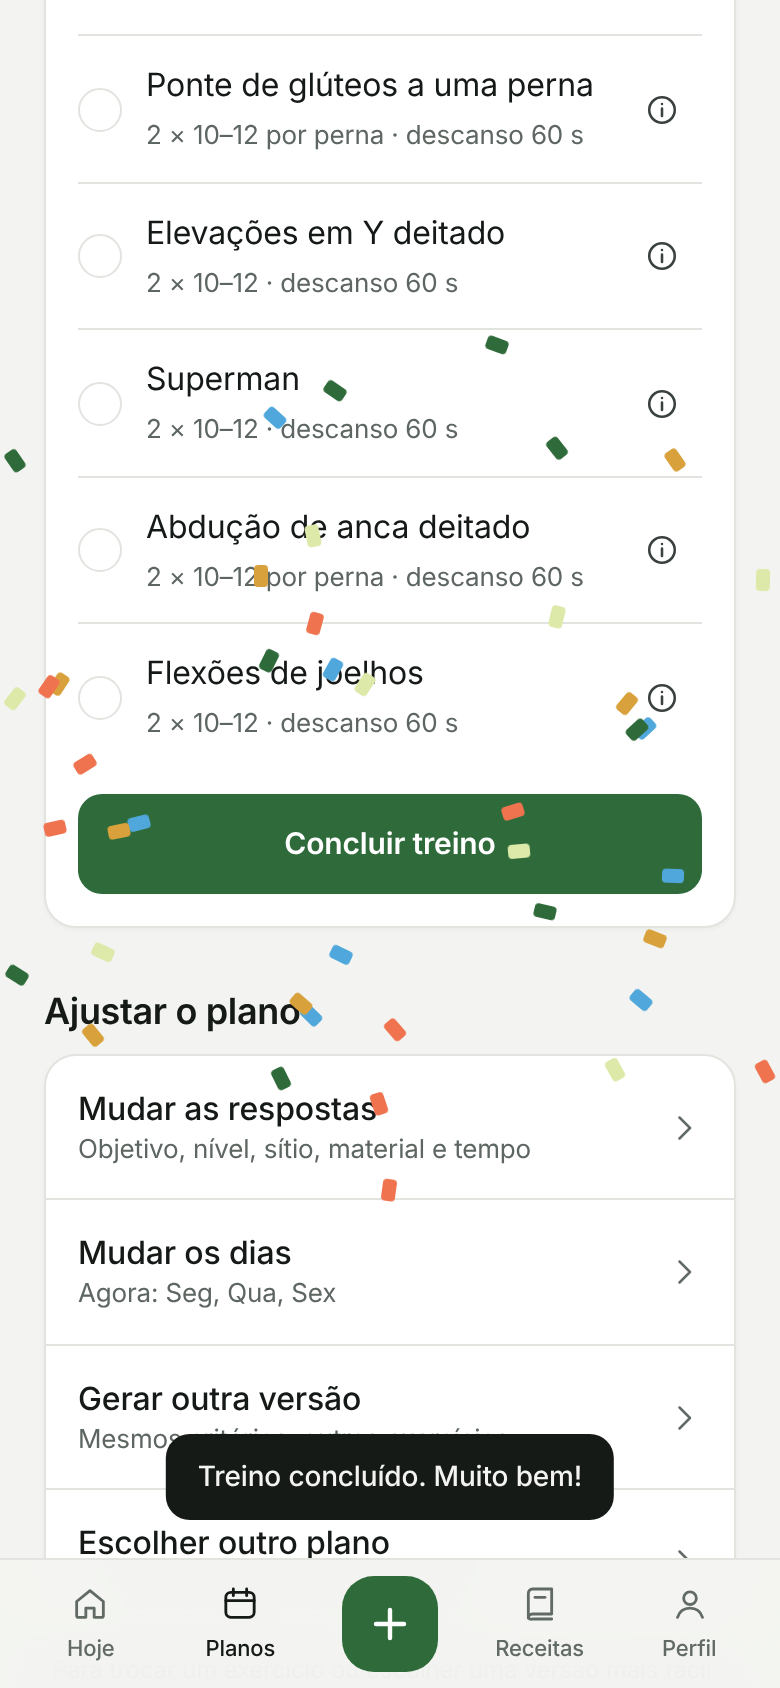 Ponte de glúteos a uma perna
2 × 10–12 por perna · descanso 60 s
Elevações em Y deitado
2 × 10–12 · descanso 60 s
Superman
2 × 10–12 · descanso 60 s
Abdução de anca deitado
2 × 10–12 por perna · descanso 60 s
Flexões de joelhos
2 × 10–12 · descanso 60 s
Concluir treino
Ajustar o plano
Mudar as respostas
Objetivo, nível, sítio, material e tempo
Mudar os dias
Agora: Seg, Qua, Sex
Gerar outra versão
Mesmos
Treino concluído. Muito bem!
Escolher outro plano
Hoje
Planos
Receitas
Perfil